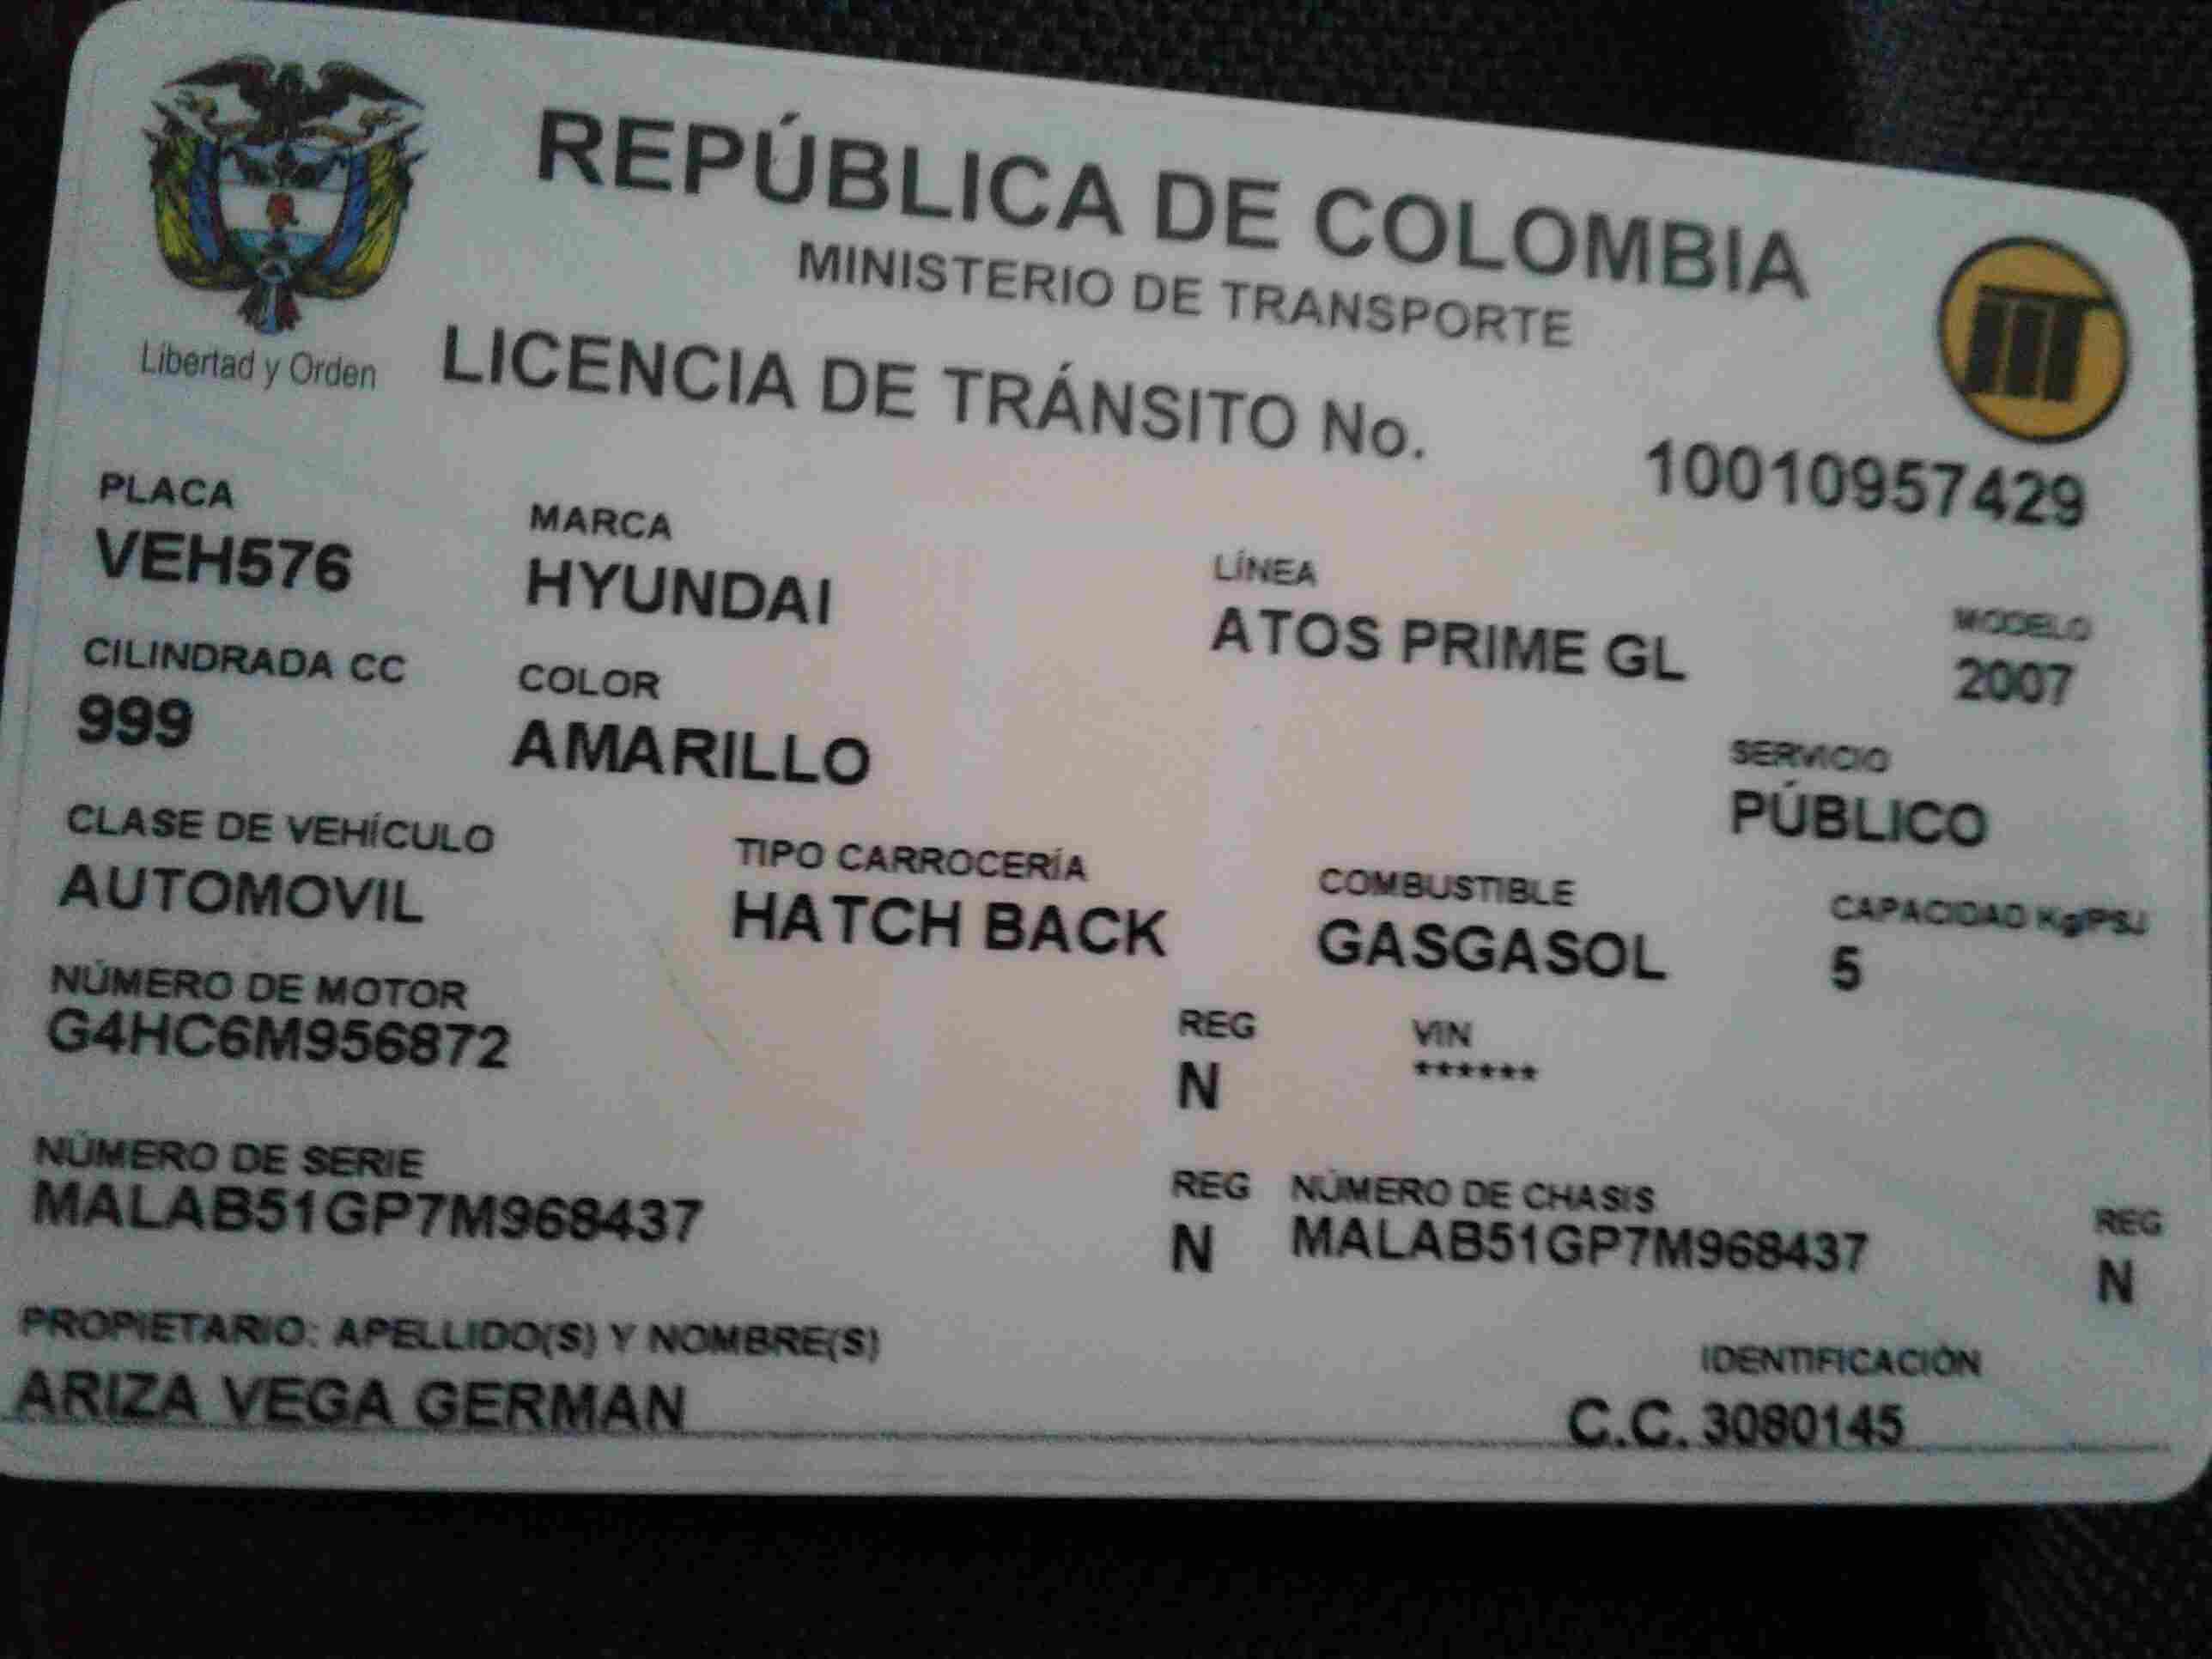 REPÚBLICA DE COLOMBIA
MINISTERIO DE TRANSPORTE
Libertad y Orden
LICENCIA DE TRÁNSITO No. 10010957429
PLACA MARCA LÍNEA MODELO
VEH576 HYUNDAI ATOS PRIME GL 2007
CILINDRADA CC COLOR SERVICIO
999 AMARILLO PÚBLICO
CLASE DE VEHÍCULO TIPO CARROCERÍA COMBUSTIBLE CAPACIDAD Kg/PSJ
AUTOMOVIL HATCH BACK GASGASOL 5
NÚMERO DE MOTOR REG VIN
G4HC6M956872 N ******
NÚMERO DE SERIE REG NÚMERO DE CHASIS REG
MALAB51GP7M968437 N MALAB51GP7M968437 N
PROPIETARIO: APELLIDO(S) Y NOMBRE(S) IDENTIFICACIÓN
ARIZA VEGA GERMAN C.C. 3080145